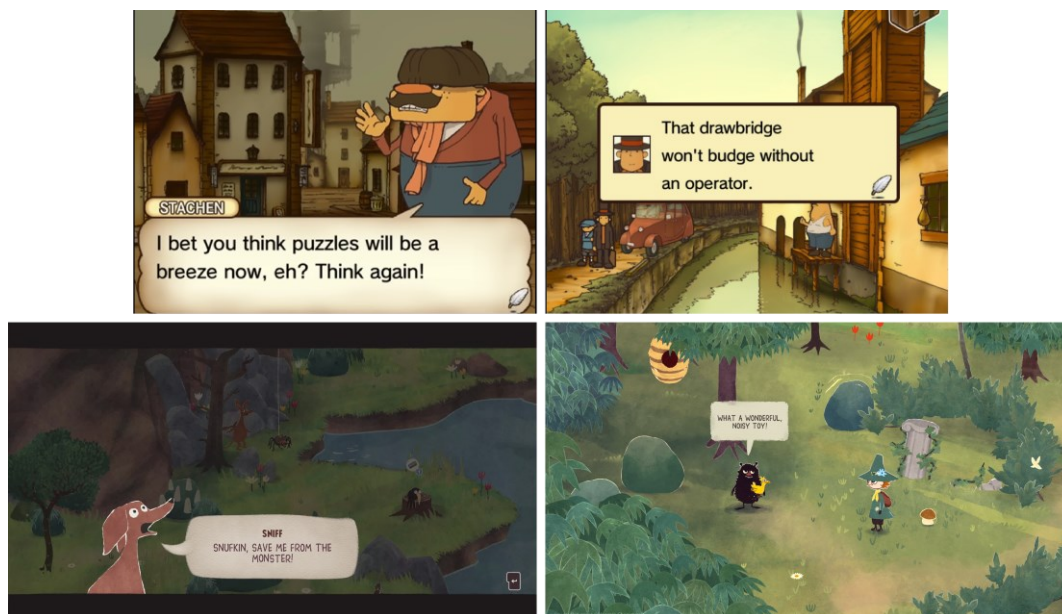 STACHEN
I bet you think puzzles will be a
breeze now, eh? Think again!
That drawbridge
won't budge without
an operator.
SNIFF
SNUFKIN, SAVE ME FROM THE
MONSTER!
WHAT A WONDERFUL,
NOISY TOY!